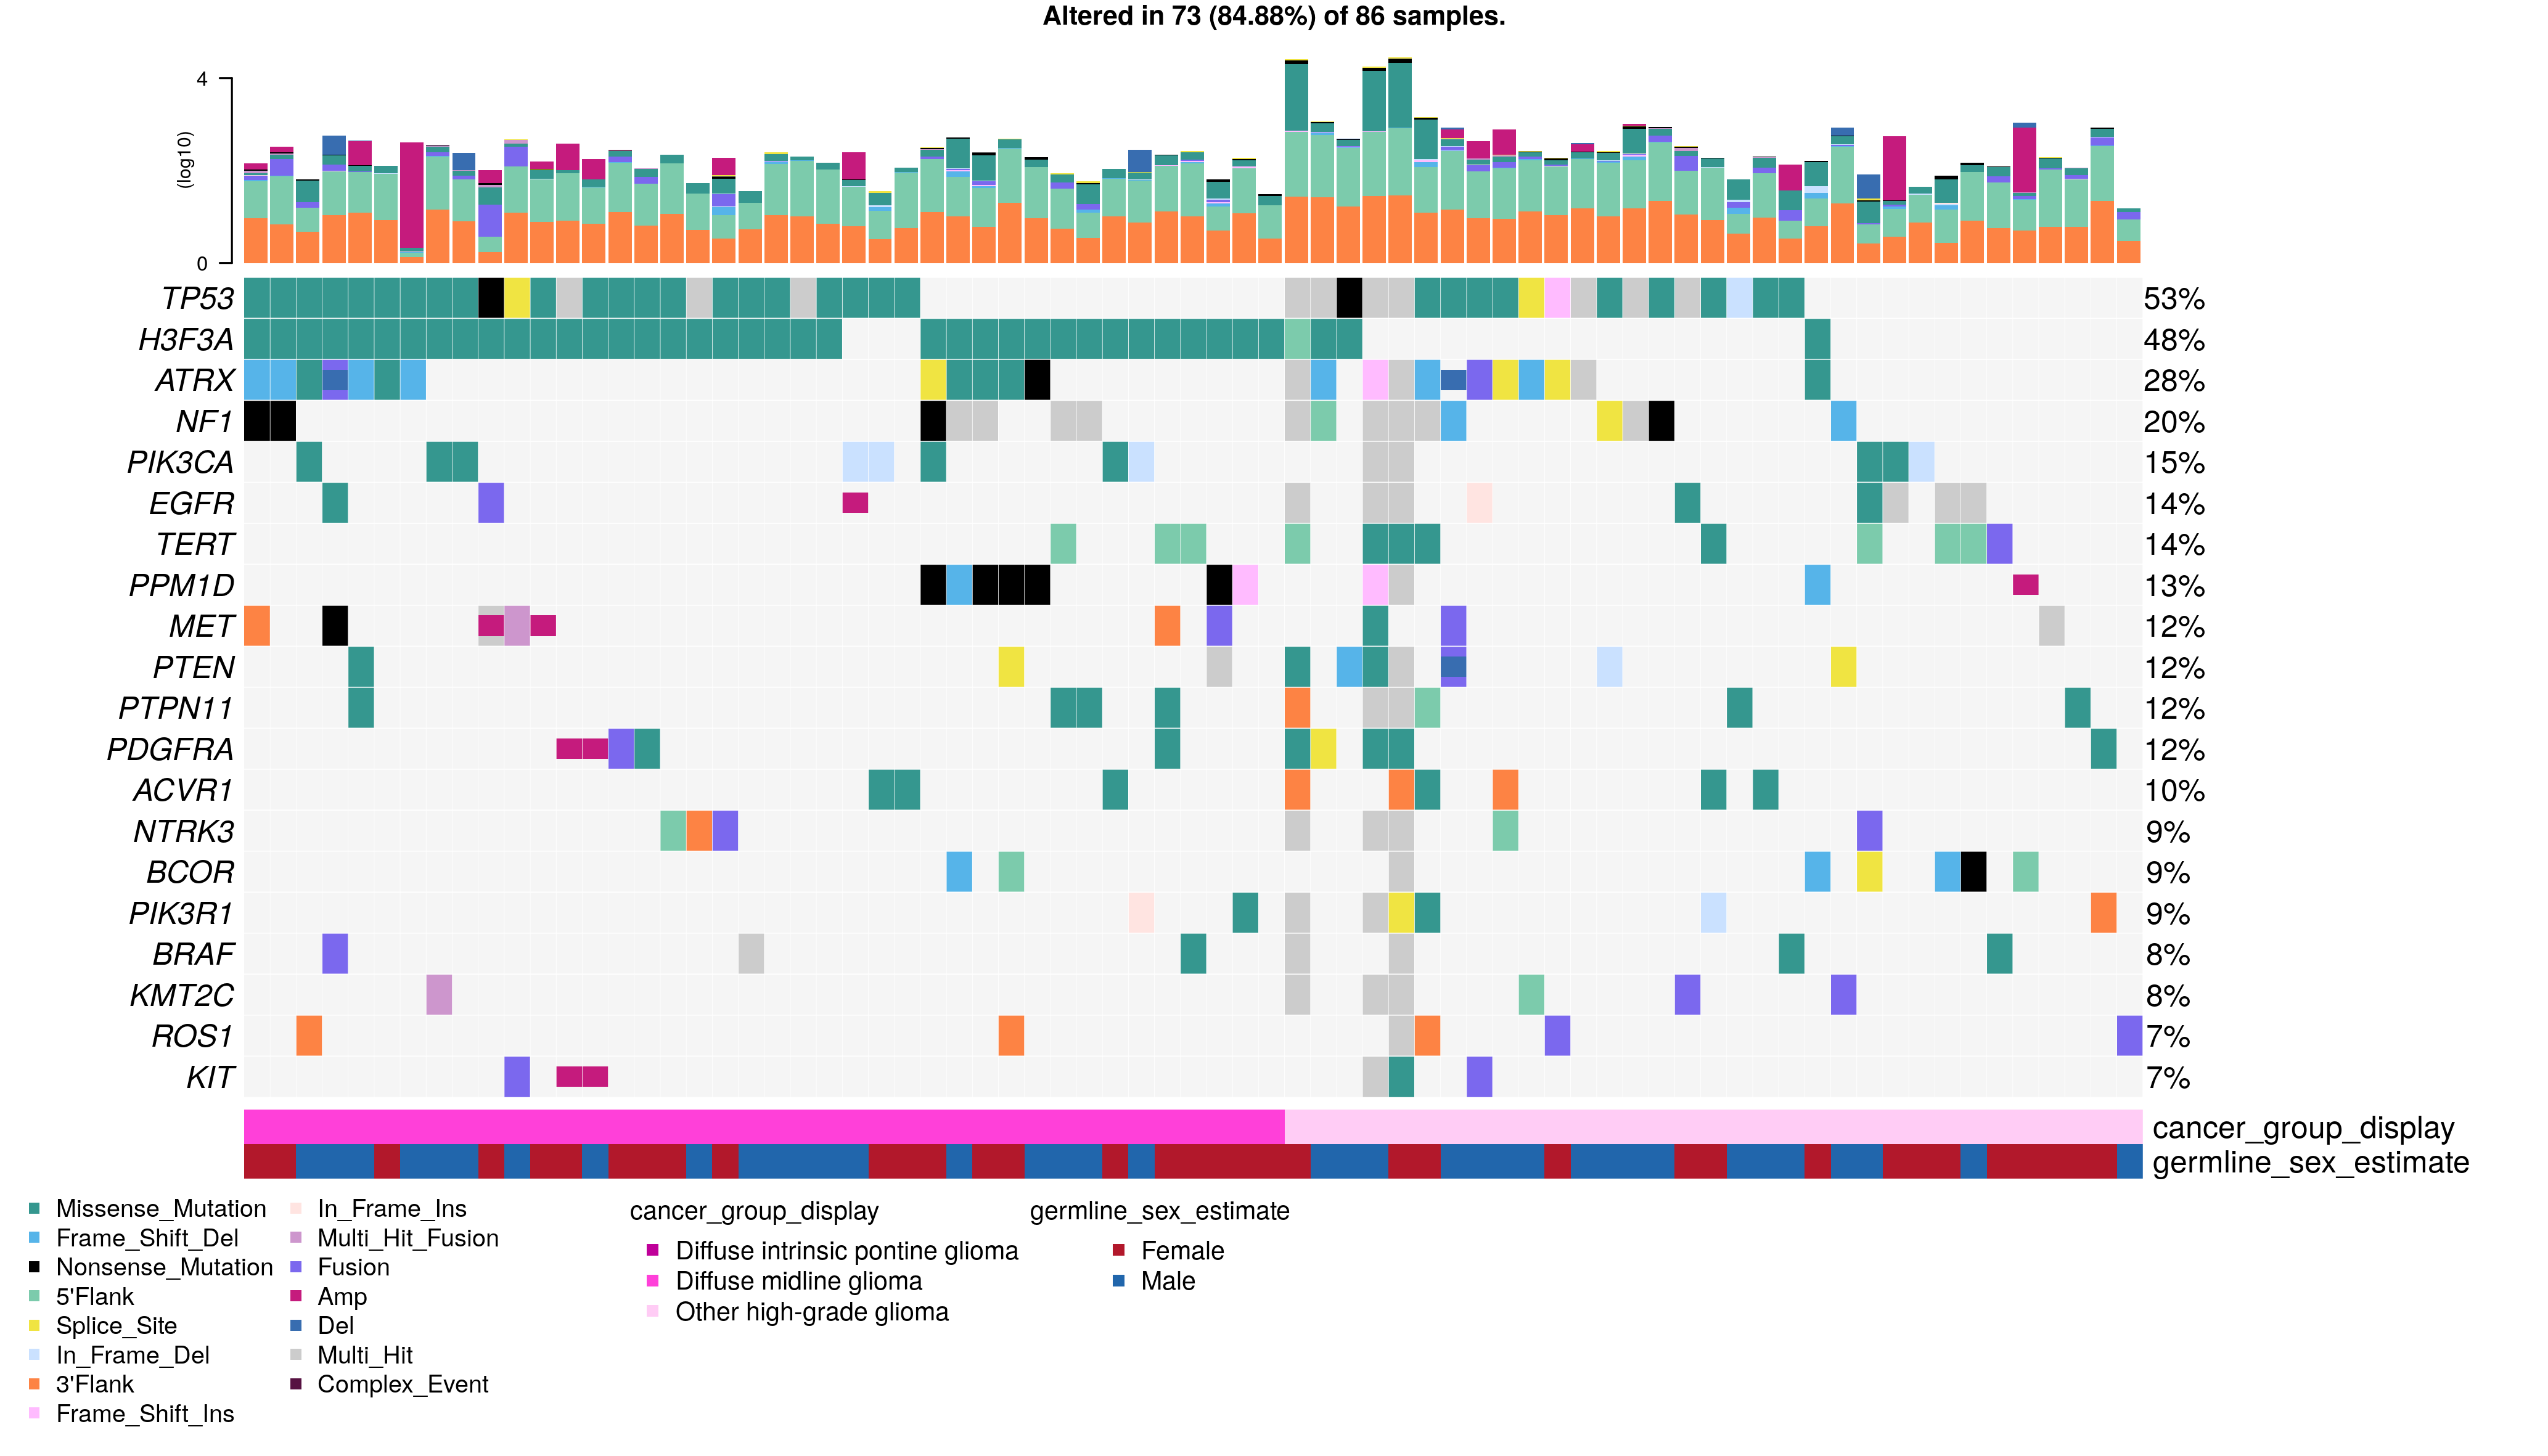 Altered in 73 (84.88%) of 86 samples.
4
(log10)
0
TP53 53%
H3F3A 48%
ATRX 28%
NF1 20%
PIK3CA 15%
EGFR 14%
TERT 14%
PPM1D 13%
MET 12%
PTEN 12%
PTPN11 12%
PDGFRA 12%
ACVR1 10%
NTRK3 9%
BCOR 9%
PIK3R1 9%
BRAF 8%
KMT2C 8%
ROS1 7%
KIT 7%
cancer_group_display
germline_sex_estimate
Missense_Mutation
Frame_Shift_Del
Nonsense_Mutation
5'Flank
Splice_Site
In_Frame_Del
3'Flank
Frame_Shift_Ins
In_Frame_Ins
Multi_Hit_Fusion
Fusion
Amp
Del
Multi_Hit
Complex_Event
cancer_group_display
Diffuse intrinsic pontine glioma
Diffuse midline glioma
Other high-grade glioma
germline_sex_estimate
Female
Male